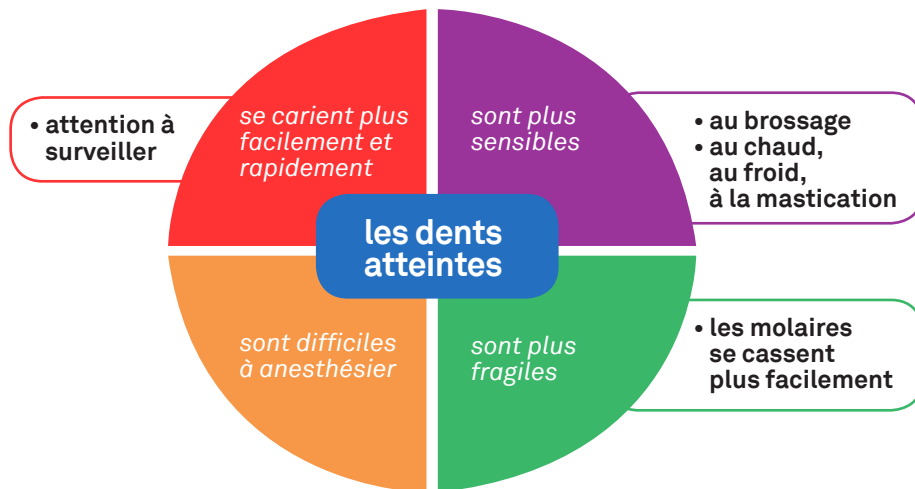 • attention à
surveiller
se carient plus
facilement et
rapidement
sont plus
sensibles
• au brossage
• au chaud,
au froid,
à la mastication
les dents
atteintes
sont difficiles
à anesthésier
sont plus
fragiles
• les molaires
se cassent
plus facilement